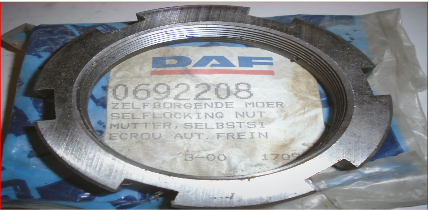 DAF
0692208
ZELFBORGENDE MOER
SELFLOCKING NUT
MUTTER, SELBSTSI
ECROU AUT. FREIN
3-00